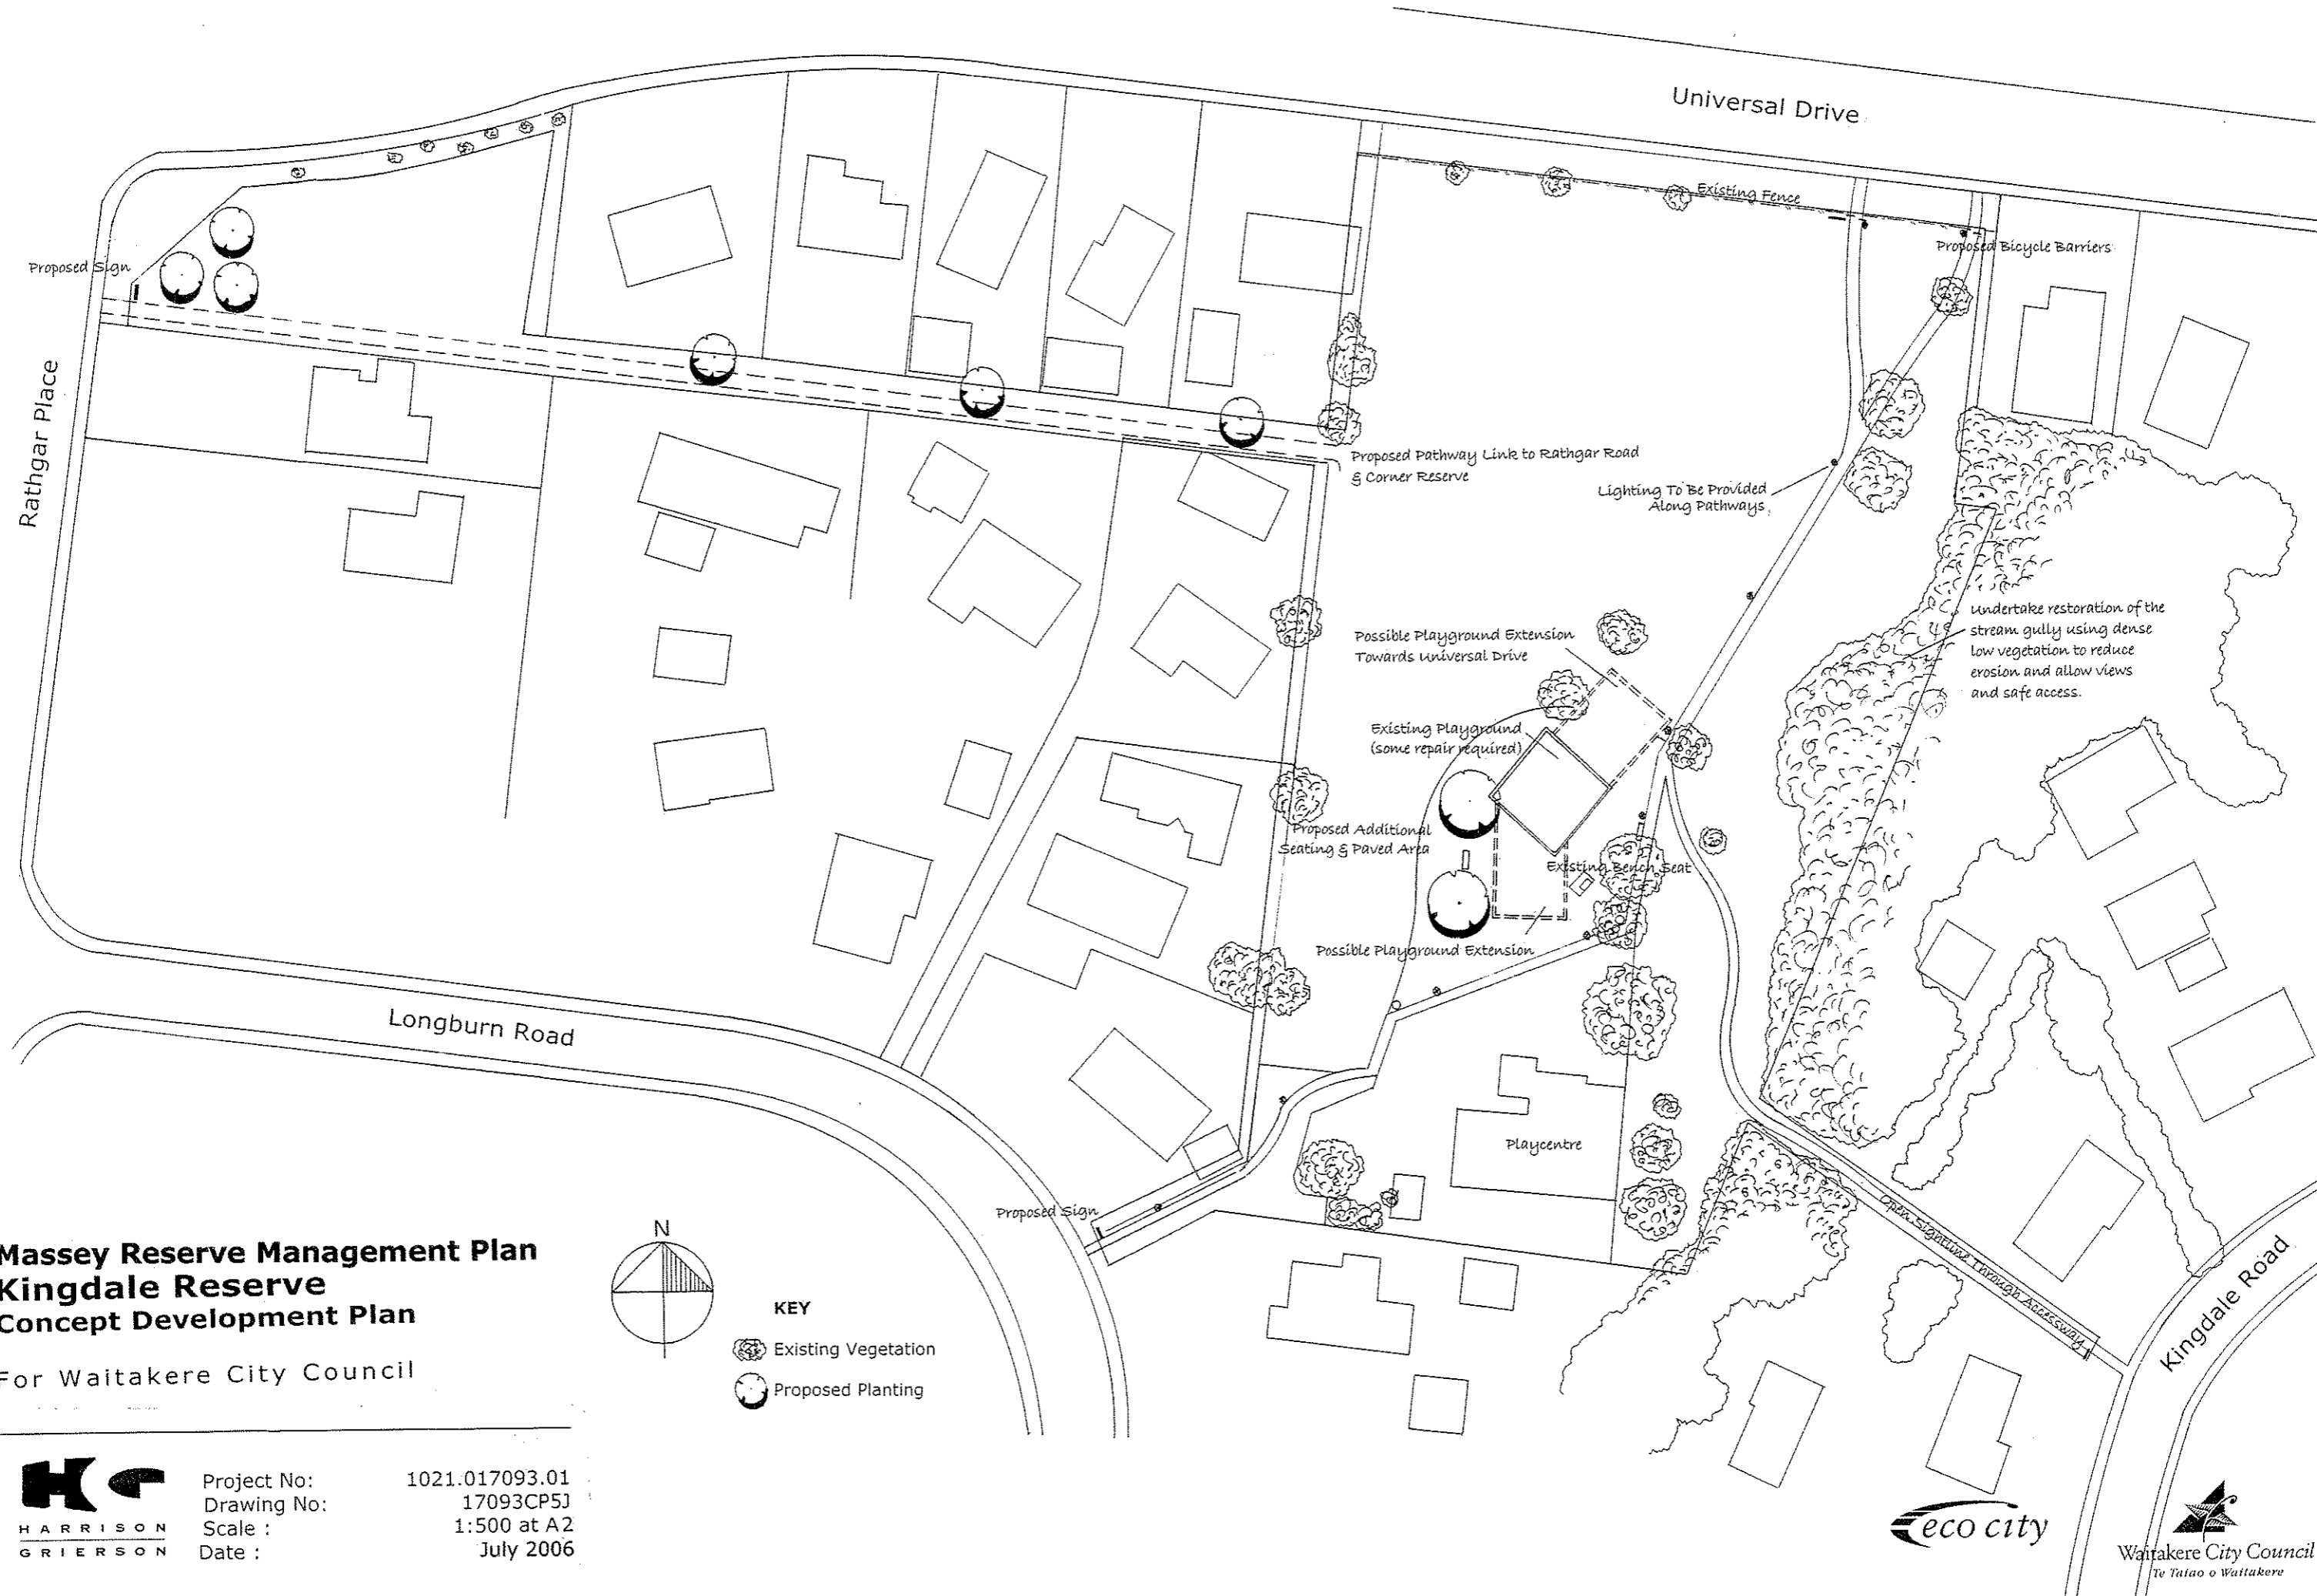 Universal Drive
Existing Fence
Proposed Bicycle Barriers
Proposed Sign
Rathgar Place
Proposed Pathway Link to Rathgar Road
& Corner Reserve
Lighting To Be Provided
Along Pathways
Undertake restoration of the
stream gully using dense
low vegetation to reduce
erosion and allow views
and safe access.
Possible Playground Extension
Towards Universal Drive
Existing Playground
(some repair required)
Proposed Additional
Seating & Paved Area
Existing Bench Seat
Possible Playground Extension
Longburn Road
Playcentre
Proposed Sign
Open Sightline Through Accessway
Kingdale Road
Massey Reserve Management Plan
Kingdale Reserve
Concept Development Plan
For Waitakere City Council
N
KEY
Existing Vegetation
Proposed Planting
HARRISON
GRIERSON
Project No: 1021.017093.01
Drawing No: 17093CP5J
Scale : 1:500 at A2
Date : July 2006
eco city
Waitakere City Council
Te Taiao o Waitakere